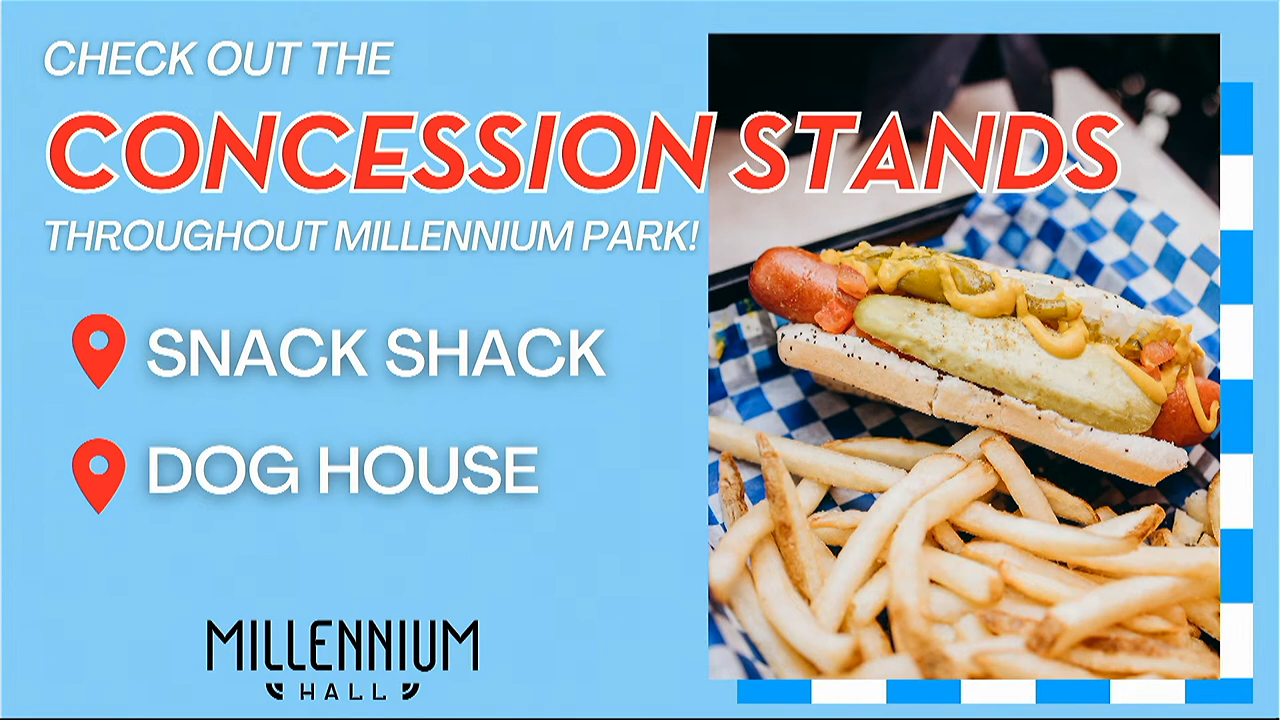 CHECK OUT THE
CONCESSION STANDS
THROUGHOUT MILLENNIUM PARK!
SNACK SHACK
DOG HOUSE
MILLENNIUM
HALL